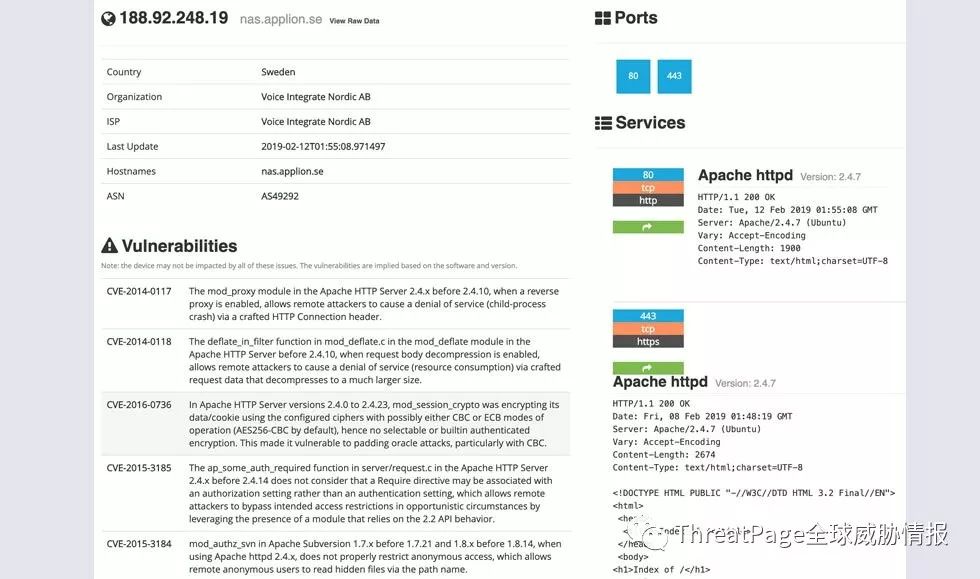 188.92.248.19 nas.applion.se View Raw Data
Country Sweden
Organization Voice Integrate Nordic AB
ISP Voice Integrate Nordic AB
Last Update 2019-02-12T01:55:08.971497
Hostnames nas.applion.se
ASN AS49292
Vulnerabilities
Note: the device may not be impacted by all of these issues. The vulnerabilities are implied based on the software and version.
CVE-2014-0117 The mod_proxy module in the Apache HTTP Server 2.4.x before 2.4.10, when a reverse
proxy is enabled, allows remote attackers to cause a denial of service (child-process
crash) via a crafted HTTP Connection header.
CVE-2014-0118 The deflate_in_filter function in mod_deflate.c in the mod_deflate module in the
Apache HTTP Server before 2.4.10, when request body decompression is enabled,
allows remote attackers to cause a denial of service (resource consumption) via crafted
request data that decompresses to a much larger size.
CVE-2016-0736 In Apache HTTP Server versions 2.4.0 to 2.4.23, mod_session_crypto was encrypting its
data/cookie using the configured ciphers with possibly either CBC or ECB modes of
operation (AES256-CBC by default), hence no selectable or builtin authenticated
encryption. This made it vulnerable to padding oracle attacks, particularly with CBC.
CVE-2015-3185 The ap_some_auth_required function in server/request.c in the Apache HTTP Server
2.4.x before 2.4.14 does not consider that a Require directive may be associated with
an authorization setting rather than an authentication setting, which allows remote
attackers to bypass intended access restrictions in opportunistic circumstances by
leveraging the presence of a module that relies on the 2.2 API behavior.
CVE-2015-3184 mod_authz_svn in Apache Subversion 1.7.x before 1.7.21 and 1.8.x before 1.8.14, when
using Apache httpd 2.4.x, does not properly restrict anonymous access, which allows
remote anonymous users to read hidden files via the path name.
Ports
80 443
Services
80
tcp
http
Apache httpd Version: 2.4.7
HTTP/1.1 200 OK
Date: Tue, 12 Feb 2019 01:55:08 GMT
Server: Apache/2.4.7 (Ubuntu)
Vary: Accept-Encoding
Content-Length: 1900
Content-Type: text/html;charset=UTF-8
443
tcp
https
Apache httpd Version: 2.4.7
HTTP/1.1 200 OK
Date: Fri, 08 Feb 2019 01:48:19 GMT
Server: Apache/2.4.7 (Ubuntu)
Vary: Accept-Encoding
Content-Length: 2674
Content-Type: text/html;charset=UTF-8
<!DOCTYPE HTML PUBLIC "-//W3C//DTD HTML 3.2 Final//EN">
<html>
<body>
<h1>Index of /</h1>
ThreatPage全球威胁情报